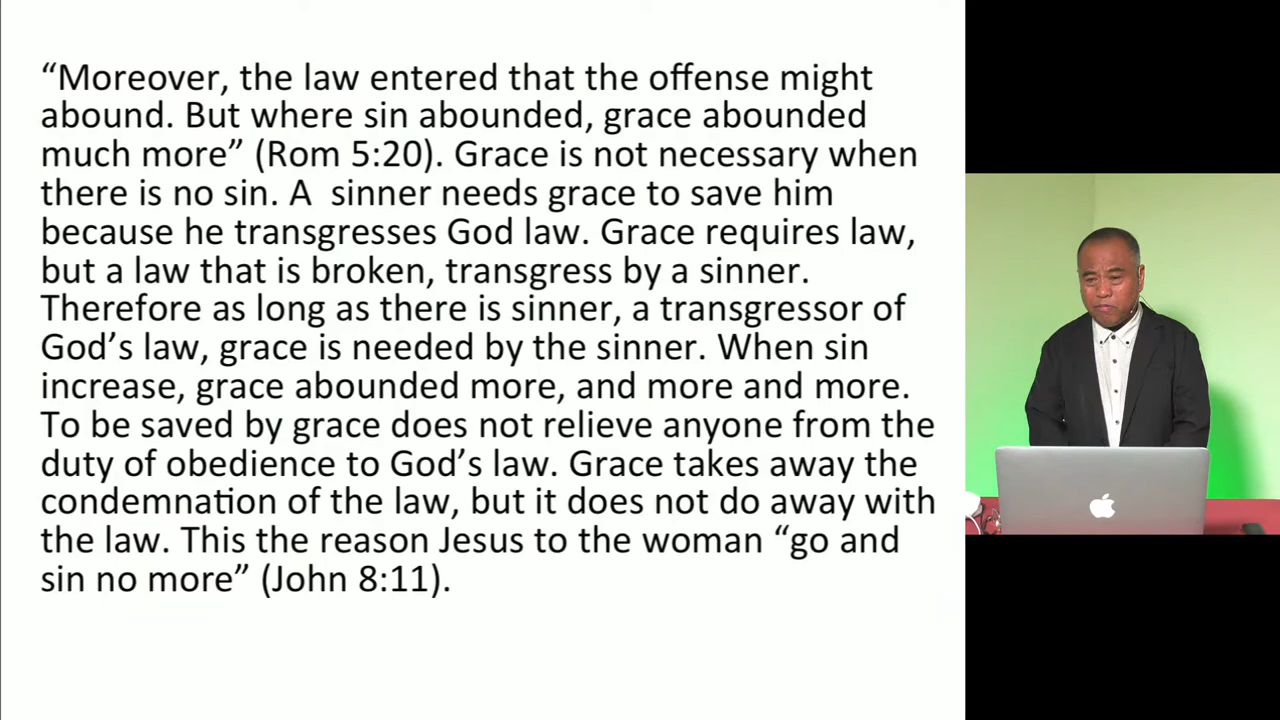 “Moreover, the law entered that the offense might
abound. But where sin abounded, grace abounded
much more” (Rom 5:20). Grace is not necessary when
there is no sin. A  sinner needs grace to save him
because he transgresses God law. Grace requires law,
but a law that is broken, transgress by a sinner.
Therefore as long as there is sinner, a transgressor of
God’s law, grace is needed by the sinner. When sin
increase, grace abounded more, and more and more.
To be saved by grace does not relieve anyone from the
duty of obedience to God’s law. Grace takes away the
condemnation of the law, but it does not do away with
the law. This the reason Jesus to the woman “go and
sin no more” (John 8:11).